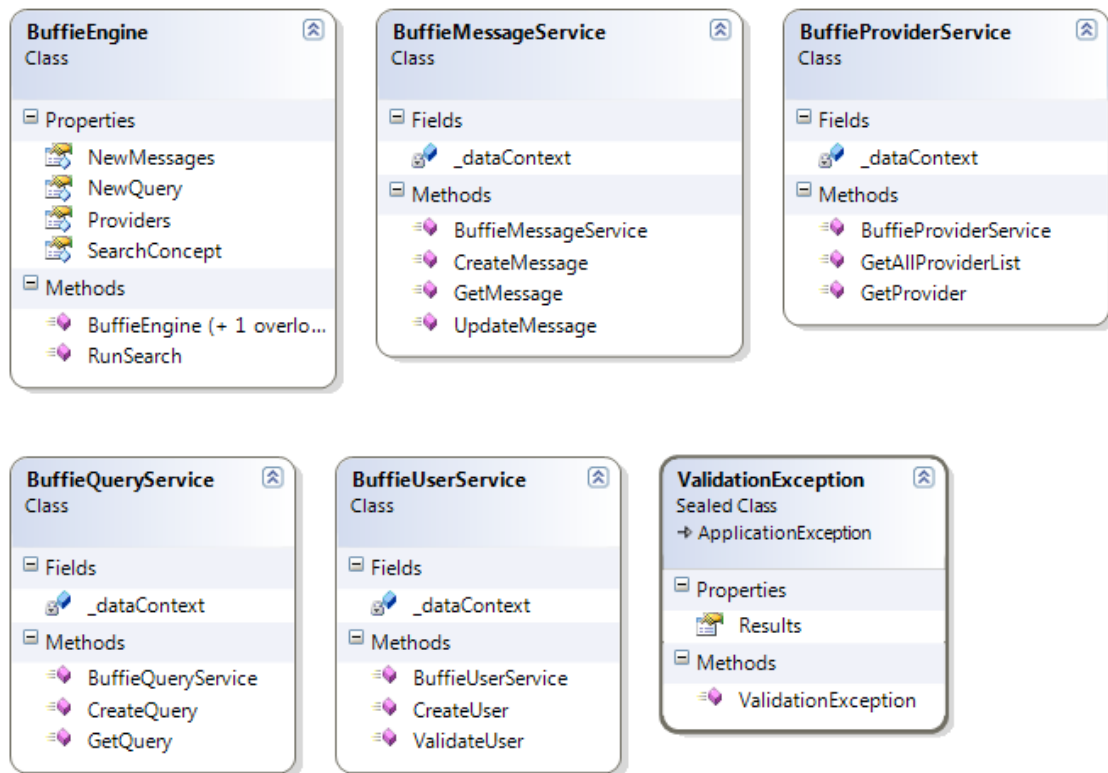 BuffieEngine
Class
Properties
NewMessages
NewQuery
Providers
SearchConcept
Methods
BuffieEngine (+ 1 overlo...
RunSearch
BuffieMessageService
Class
Fields
_dataContext
Methods
BuffieMessageService
CreateMessage
GetMessage
UpdateMessage
BuffieProviderService
Class
Fields
_dataContext
Methods
BuffieProviderService
GetAllProviderList
GetProvider
BuffieQueryService
Class
Fields
_dataContext
Methods
BuffieQueryService
CreateQuery
GetQuery
BuffieUserService
Class
Fields
_dataContext
Methods
BuffieUserService
CreateUser
ValidateUser
ValidationException
Sealed Class
ApplicationException
Properties
Results
Methods
ValidationException